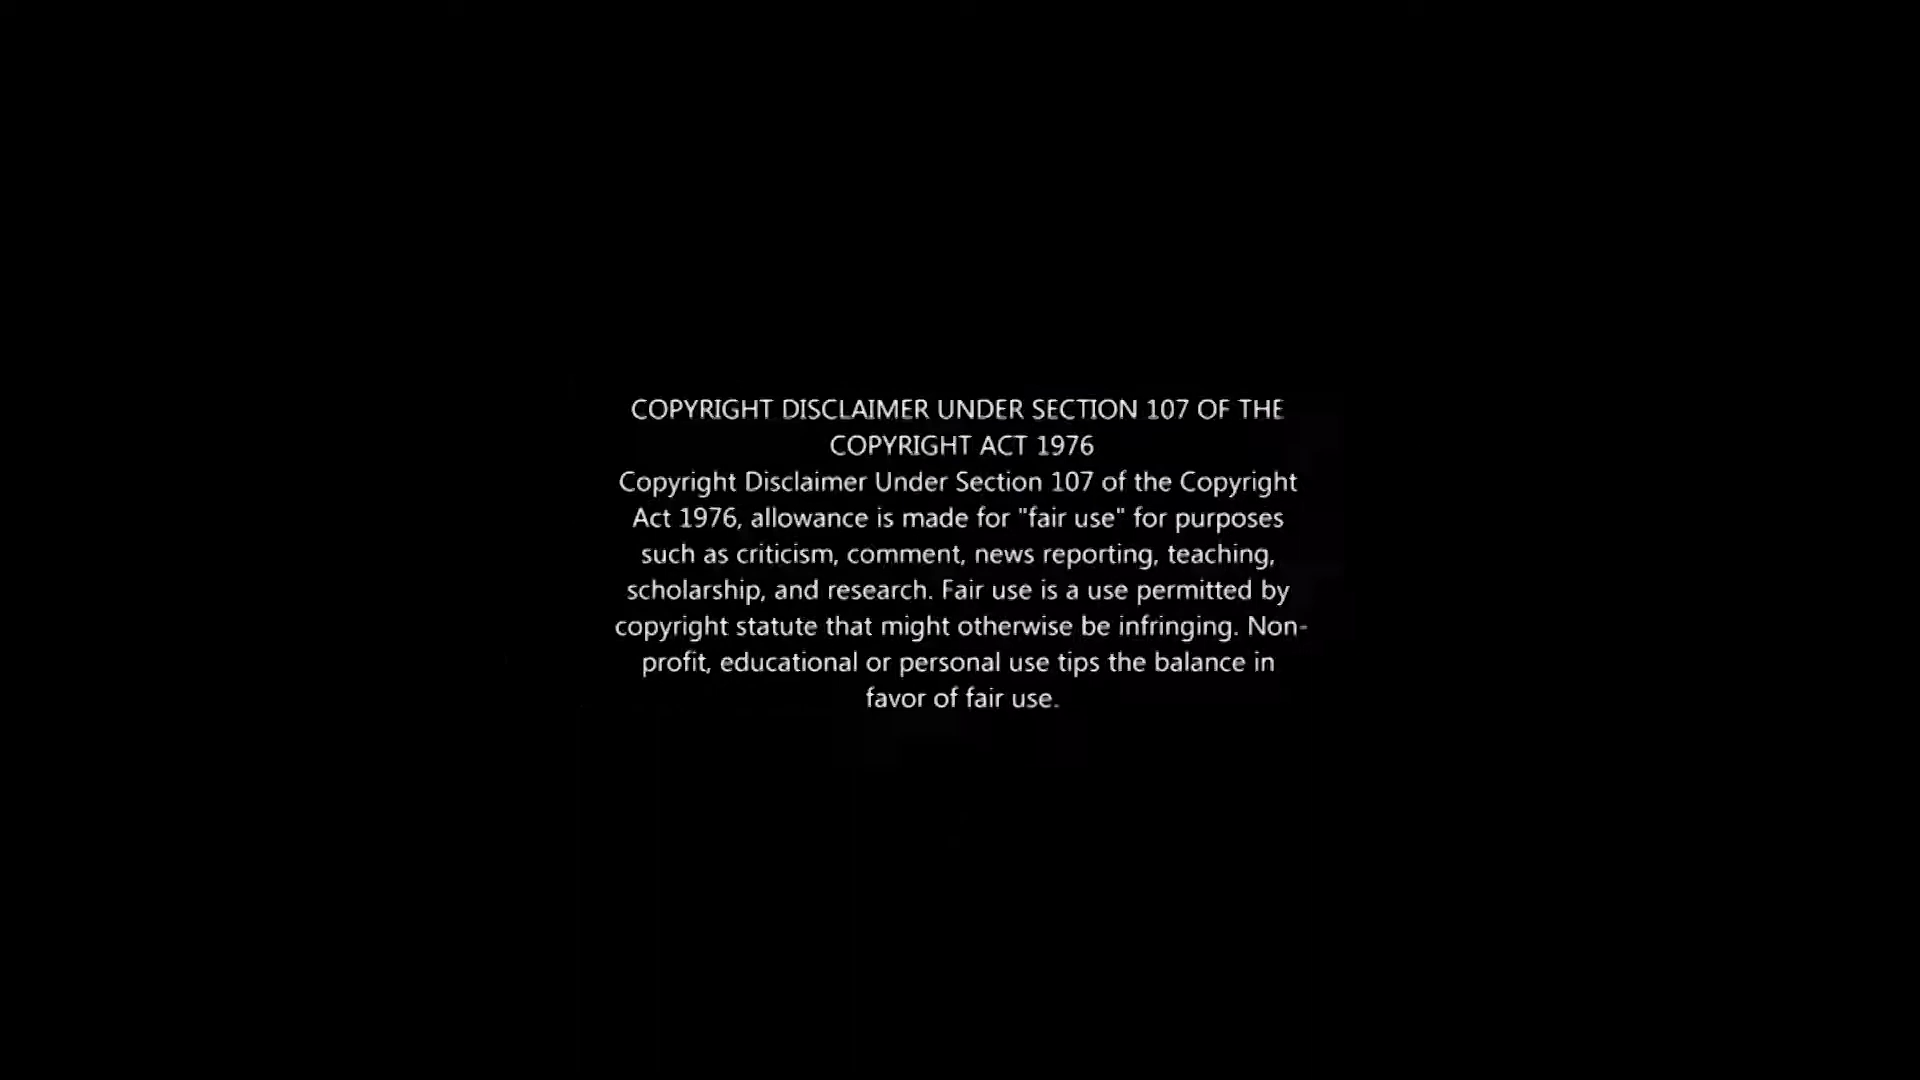 COPYRIGHT DISCLAIMER UNDER SECTION 107 OF THE
COPYRIGHT ACT 1976
Copyright Disclaimer Under Section 107 of the Copyright
Act 1976, allowance is made for "fair use" for purposes
such as criticism, comment, news reporting, teaching,
scholarship, and research. Fair use is a use permitted by
copyright statute that might otherwise be infringing. Non-
profit, educational or personal use tips the balance in
favor of fair use.